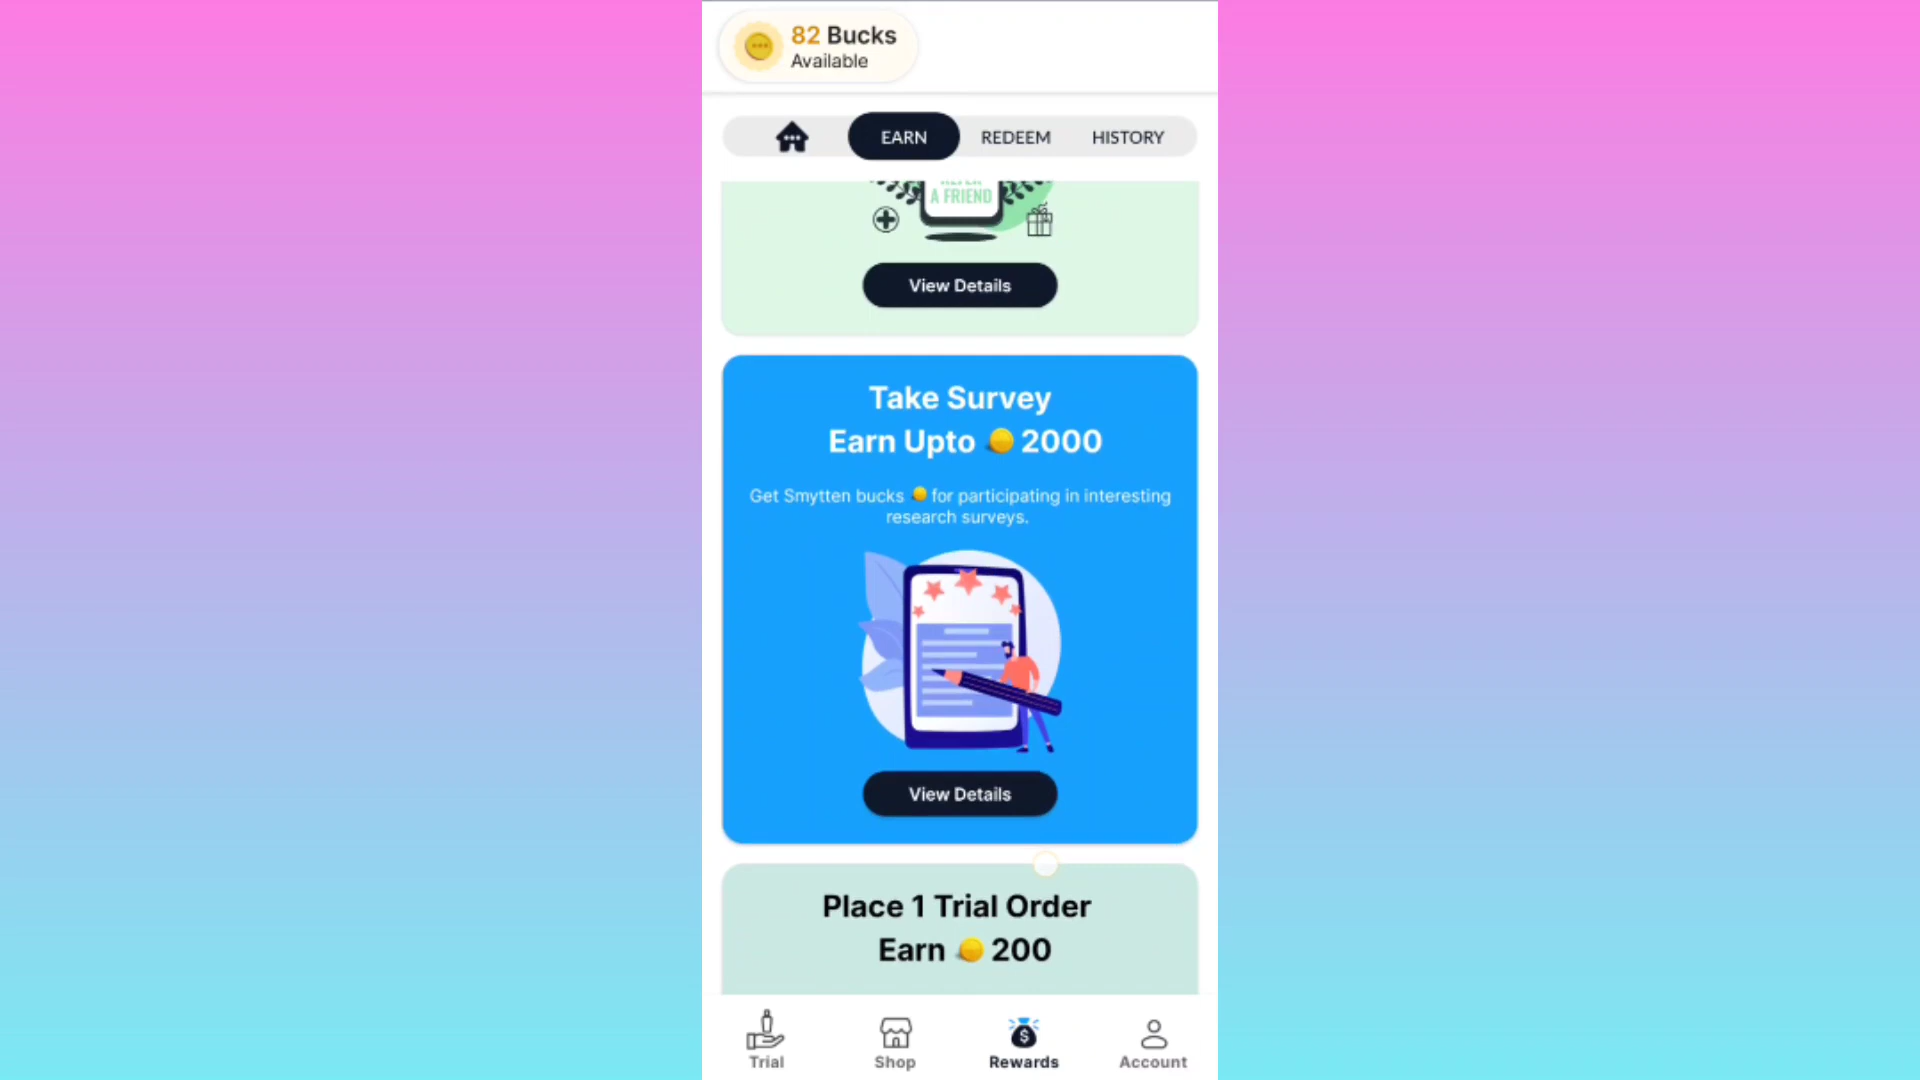 82 Bucks
Available
EARN
REDEEM
HISTORY
A FRIEND
View Details
Take Survey
Earn Upto 2000
Get Smytten bucks for participating in interesting
research surveys.
View Details
Place 1 Trial Order
Earn 200
Trial
Shop
Rewards
Account